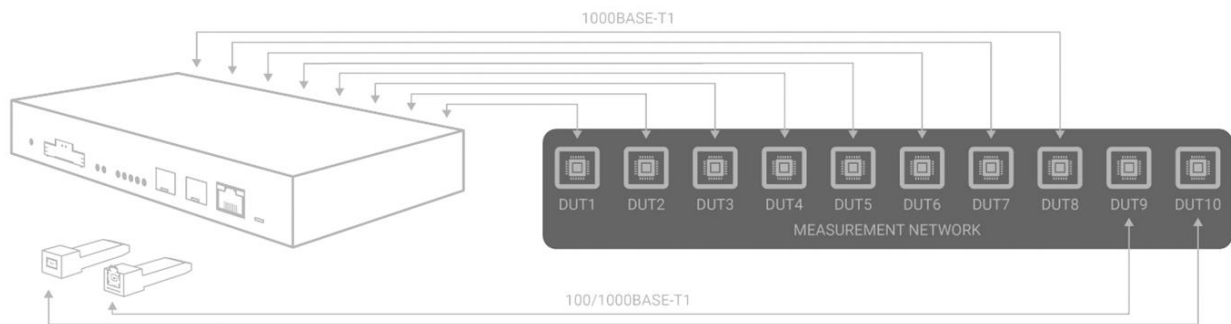 1000BASE-T1
DUT1 DUT2 DUT3 DUT4 DUT5 DUT6 DUT7 DUT8 DUT9 DUT10
MEASUREMENT NETWORK
100/1000BASE-T1